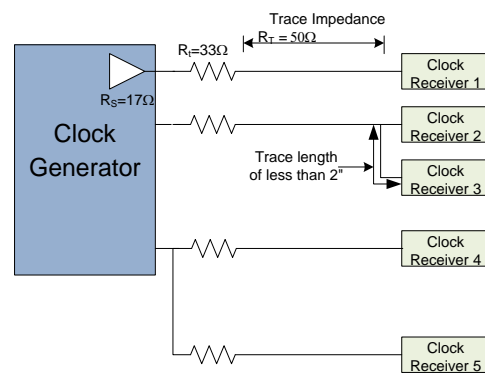 Trace Impedance
Rₜ=33Ω
R_T = 50Ω
Clock
Receiver 1
R_S=17Ω
Clock
Generator
Clock
Receiver 2
Trace length
of less than 2"
Clock
Receiver 3
Clock
Receiver 4
Clock
Receiver 5